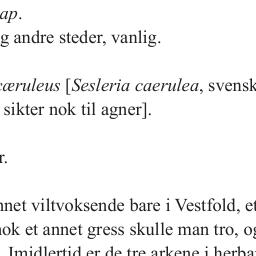 ap.
g andre steder, vanlig.
cæruleus [Sesleria caerulea, svensk
sikter nok til agner].
r.
nnet viltvoksende bare i Vestfold, et
nok et annet gress skulle man tro, og
. Imidlertid er de tre arkene i herba